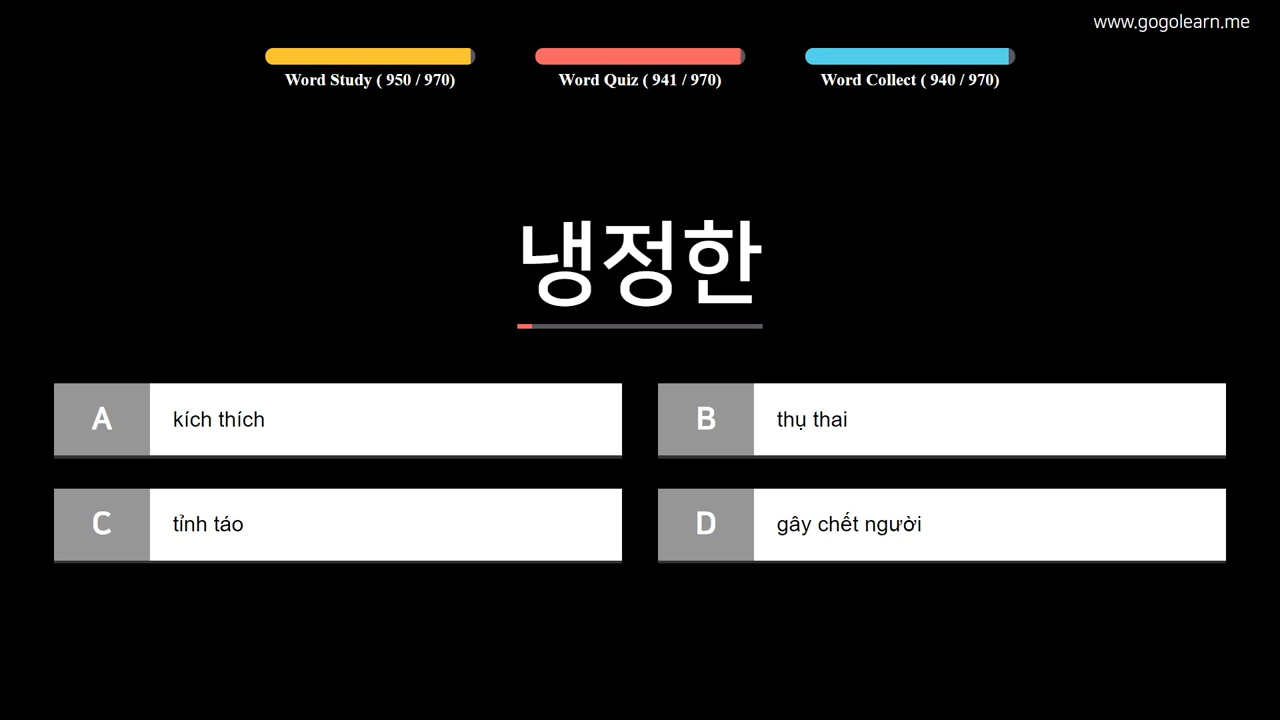 www.gogolearn.me
Word Study ( 950 / 970)
Word Quiz ( 941 / 970)
Word Collect ( 940 / 970)
냉정한
A
kích thích
B
thụ thai
C
tỉnh táo
D
gây chết người